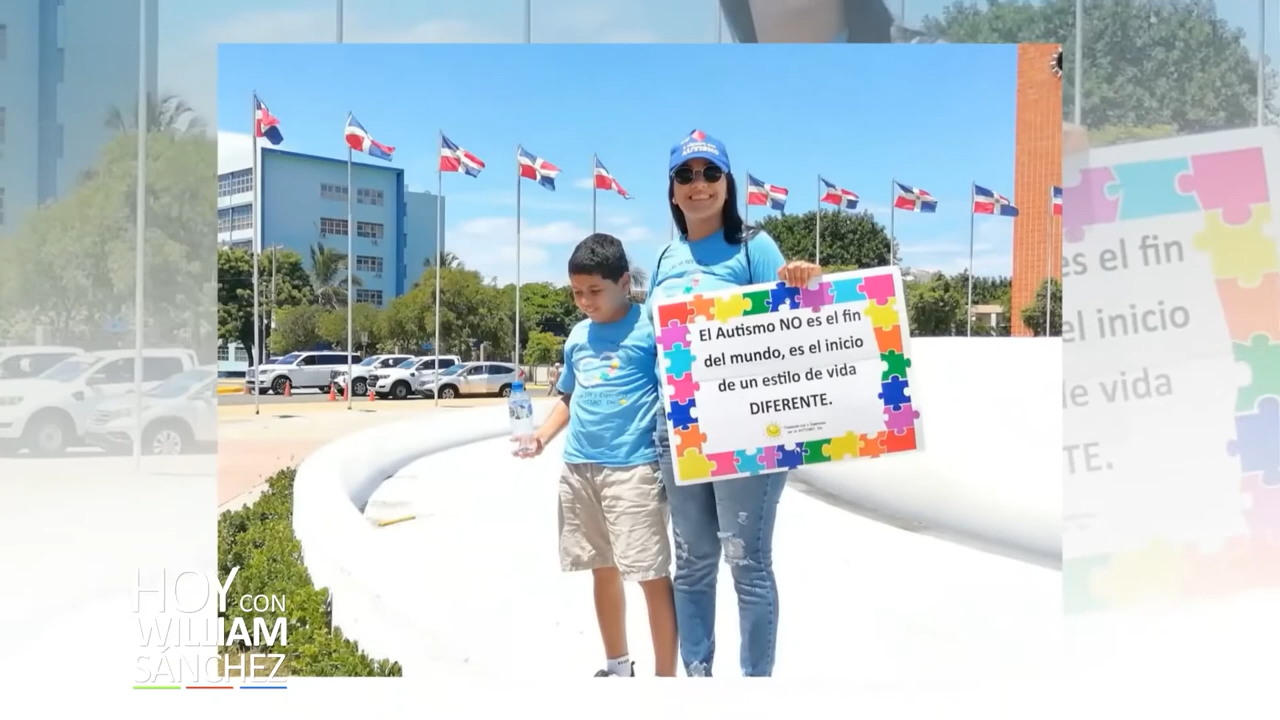 AUTISMO
El Autismo NO es el fin
del mundo, es el inicio
de un estilo de vida
DIFERENTE.
es el fin
el inicio
de vida
TE.
HOY CON
WILLIAM
SÁNCHEZ